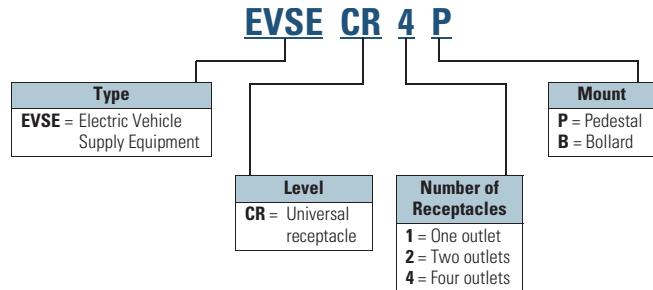 EVSE CR 4 P
Type
EVSE = Electric Vehicle
Supply Equipment
Mount
P = Pedestal
B = Bollard
Level
CR = Universal
receptacle
Number of
Receptacles
1 = One outlet
2 = Two outlets
4 = Four outlets